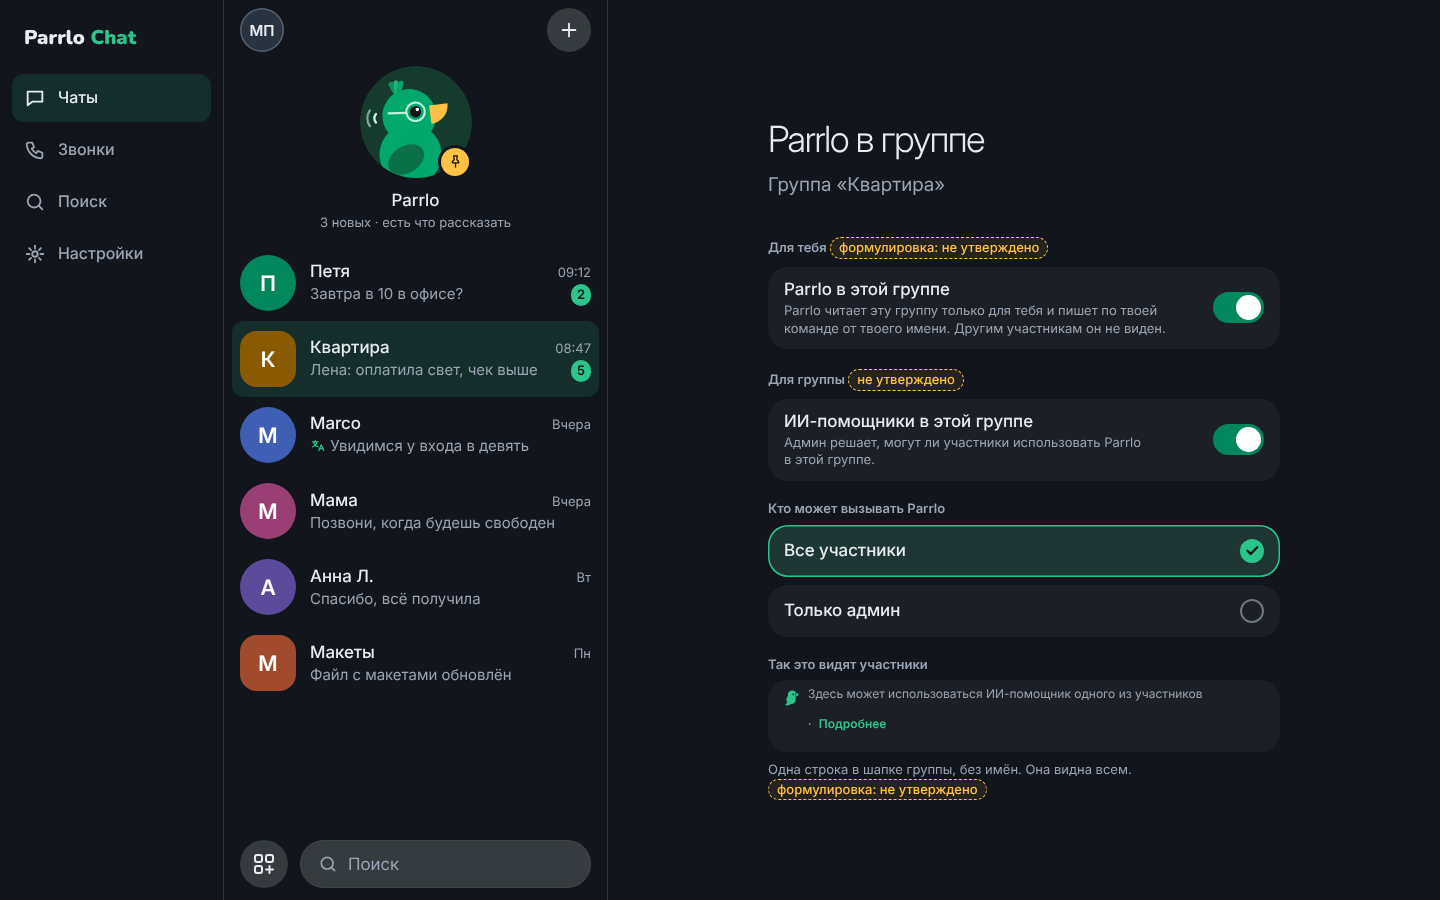 Parrlo Chat
Чаты
Звонки
Поиск
Настройки
МП
Parrlo
3 новых · есть что рассказать
П
Петя
09:12
Завтра в 10 в офисе?
2
К
Квартира
08:47
Лена: оплатила свет, чек выше
5
M
Marco
Вчера
Увидимся у входа в девять
М
Мама
Вчера
Позвони, когда будешь свободен
А
Анна Л.
Вт
Спасибо, всё получила
М
Макеты
Пн
Файл с макетами обновлён
Поиск
Parrlo в группе
Группа «Квартира»
Для тебя формулировка: не утверждено
Parrlo в этой группе
Parrlo читает эту группу только для тебя и пишет по твоей
команде от твоего имени. Другим участникам он не виден.
Для группы не утверждено
ИИ-помощники в этой группе
Админ решает, могут ли участники использовать Parrlo
в этой группе.
Кто может вызывать Parrlo
Все участники
Только админ
Так это видят участники
Здесь может использоваться ИИ-помощник одного из участников
· Подробнее
Одна строка в шапке группы, без имён. Она видна всем.
формулировка: не утверждено